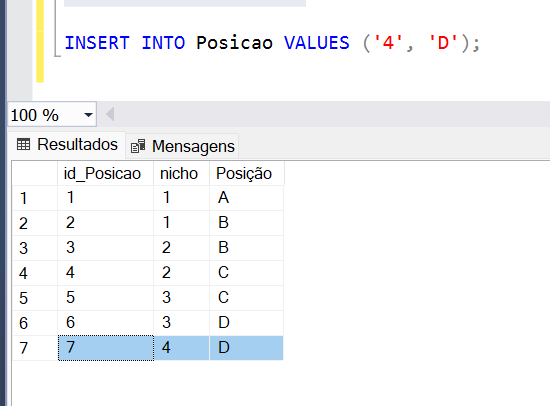 INSERT INTO Posicao VALUES ('4', 'D');
100 %
Resultados Mensagens
id_Posicao nicho Posição
1 1 1 A
2 2 1 B
3 3 2 B
4 4 2 C
5 5 3 C
6 6 3 D
7 7 4 D